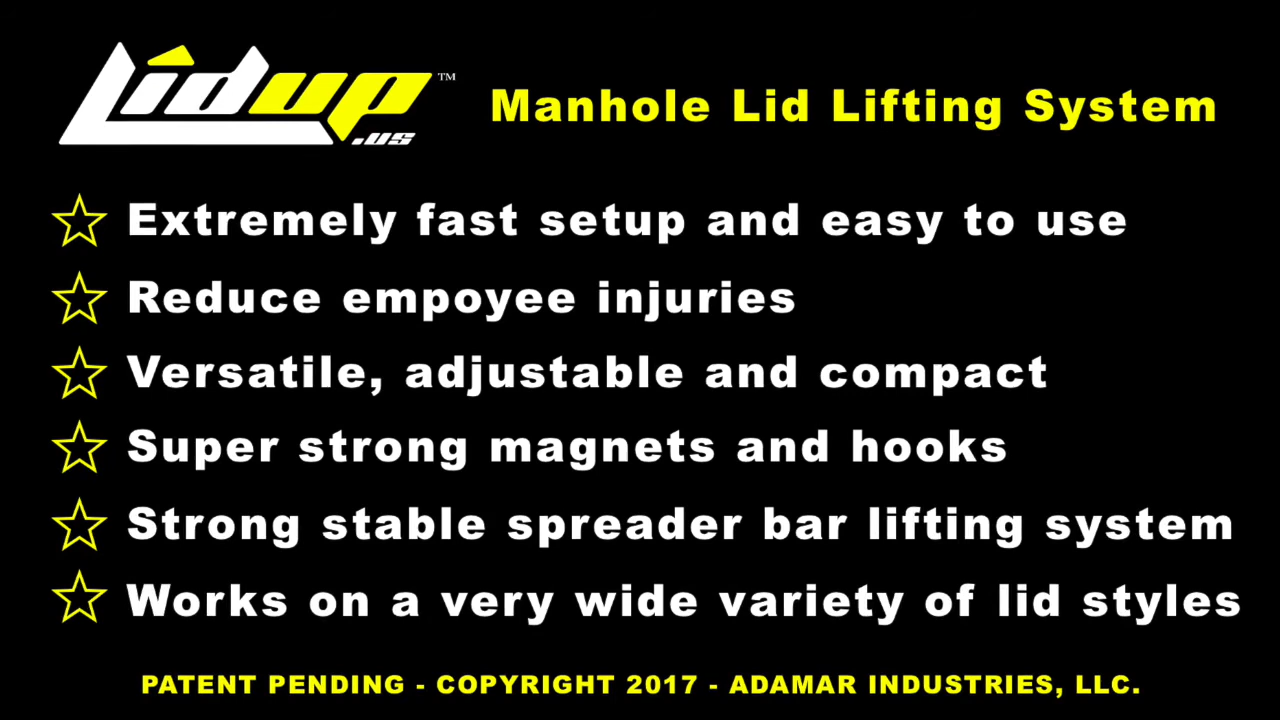 Lidup.us™
Manhole Lid Lifting System
Extremely fast setup and easy to use
Reduce empoyee injuries
Versatile, adjustable and compact
Super strong magnets and hooks
Strong stable spreader bar lifting system
Works on a very wide variety of lid styles
PATENT PENDING - COPYRIGHT 2017 - ADAMAR INDUSTRIES, LLC.